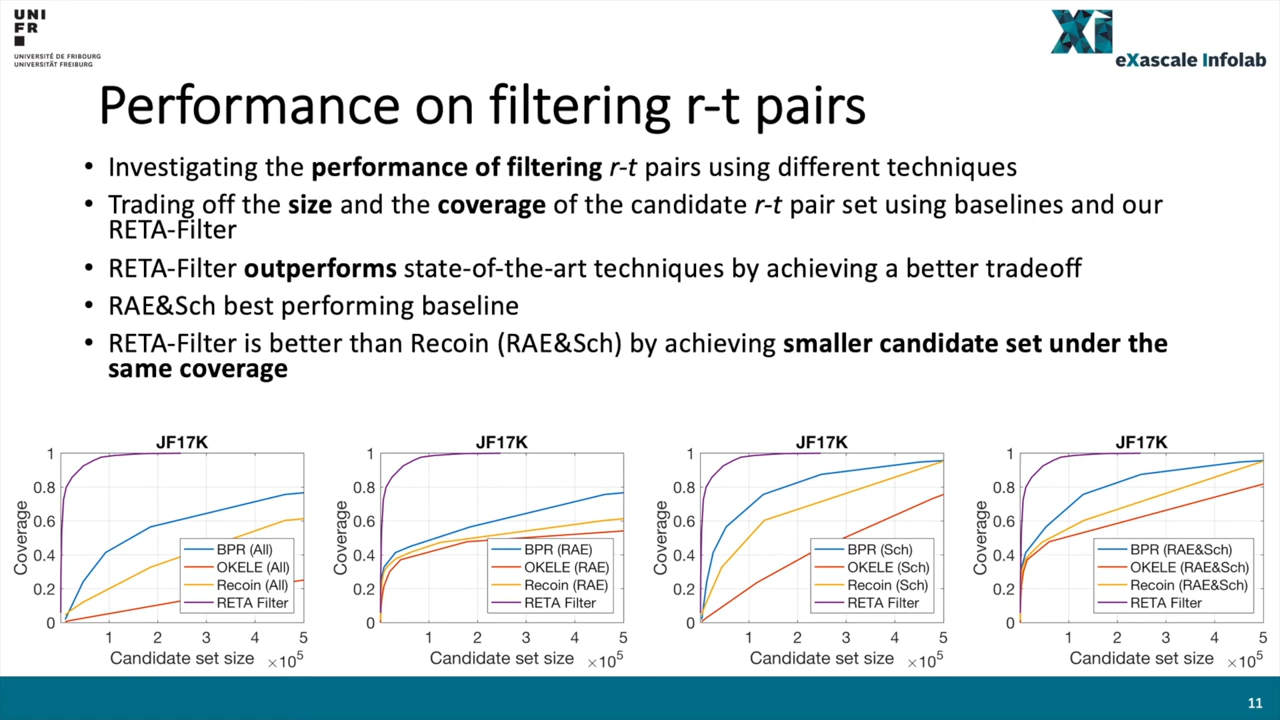 UNI
FR
UNIVERSITÉ DE FRIBOURG
UNIVERSITÄT FREIBURG
eXascale Infolab
Performance on filtering r-t pairs
• Investigating the performance of filtering r-t pairs using different techniques
• Trading off the size and the coverage of the candidate r-t pair set using baselines and our
RETA-Filter
• RETA-Filter outperforms state-of-the-art techniques by achieving a better tradeoff
• RAE&Sch best performing baseline
• RETA-Filter is better than Recoin (RAE&Sch) by achieving smaller candidate set under the
same coverage
JF17K
1
0.8
0.6
0.4
0.2
0
Coverage
BPR (All)
OKELE (All)
Recoin (All)
RETA Filter
1 2 3 4 5
Candidate set size ×10⁵
JF17K
1
0.8
0.6
0.4
0.2
0
Coverage
BPR (RAE)
OKELE (RAE)
Recoin (RAE)
RETA Filter
1 2 3 4 5
Candidate set size ×10⁵
JF17K
1
0.8
0.6
0.4
0.2
0
Coverage
BPR (Sch)
OKELE (Sch)
Recoin (Sch)
RETA Filter
1 2 3 4 5
Candidate set size ×10⁵
JF17K
1
0.8
0.6
0.4
0.2
0
Coverage
BPR (RAE&Sch)
OKELE (RAE&Sch)
Recoin (RAE&Sch)
RETA Filter
1 2 3 4 5
Candidate set size ×10⁵
11